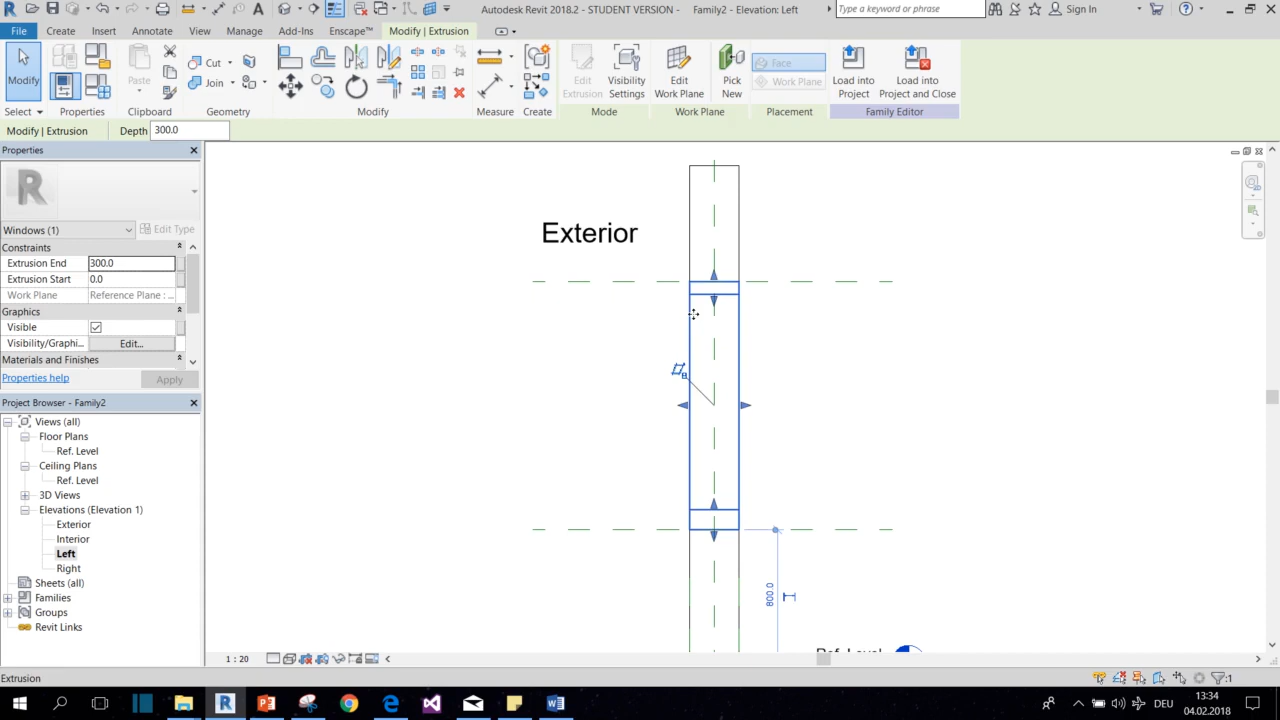 Autodesk Revit 2018.2 - STUDENT VERSION - Family2 - Elevation: Left
Type a keyword or phrase
Sign In
File Create Insert Annotate View Manage Add-Ins Enscape™ Modify | Extrusion
Modify
Paste
Cut
Join
Edit Extrusion
Visibility Settings
Edit Work Plane
Pick New
Face
Work Plane
Load into Project
Load into Project and Close
Select Properties Clipboard Geometry Modify Measure Create Mode Work Plane Placement Family Editor
Modify | Extrusion Depth 300.0
Properties
Windows (1) Edit Type
Constraints
Extrusion End 300.0
Extrusion Start 0.0
Work Plane Reference Plane : ...
Graphics
Visible
Visibility/Graphi... Edit...
Materials and Finishes
Properties help Apply
Project Browser - Family2
Views (all)
Floor Plans
Ref. Level
Ceiling Plans
Ref. Level
3D Views
Elevations (Elevation 1)
Exterior
Interior
Left
Right
Sheets (all)
Families
Groups
Revit Links
Exterior
800.0
Ref. Level
1 : 20
Extrusion
:1
DEU
13:34
04.02.2018